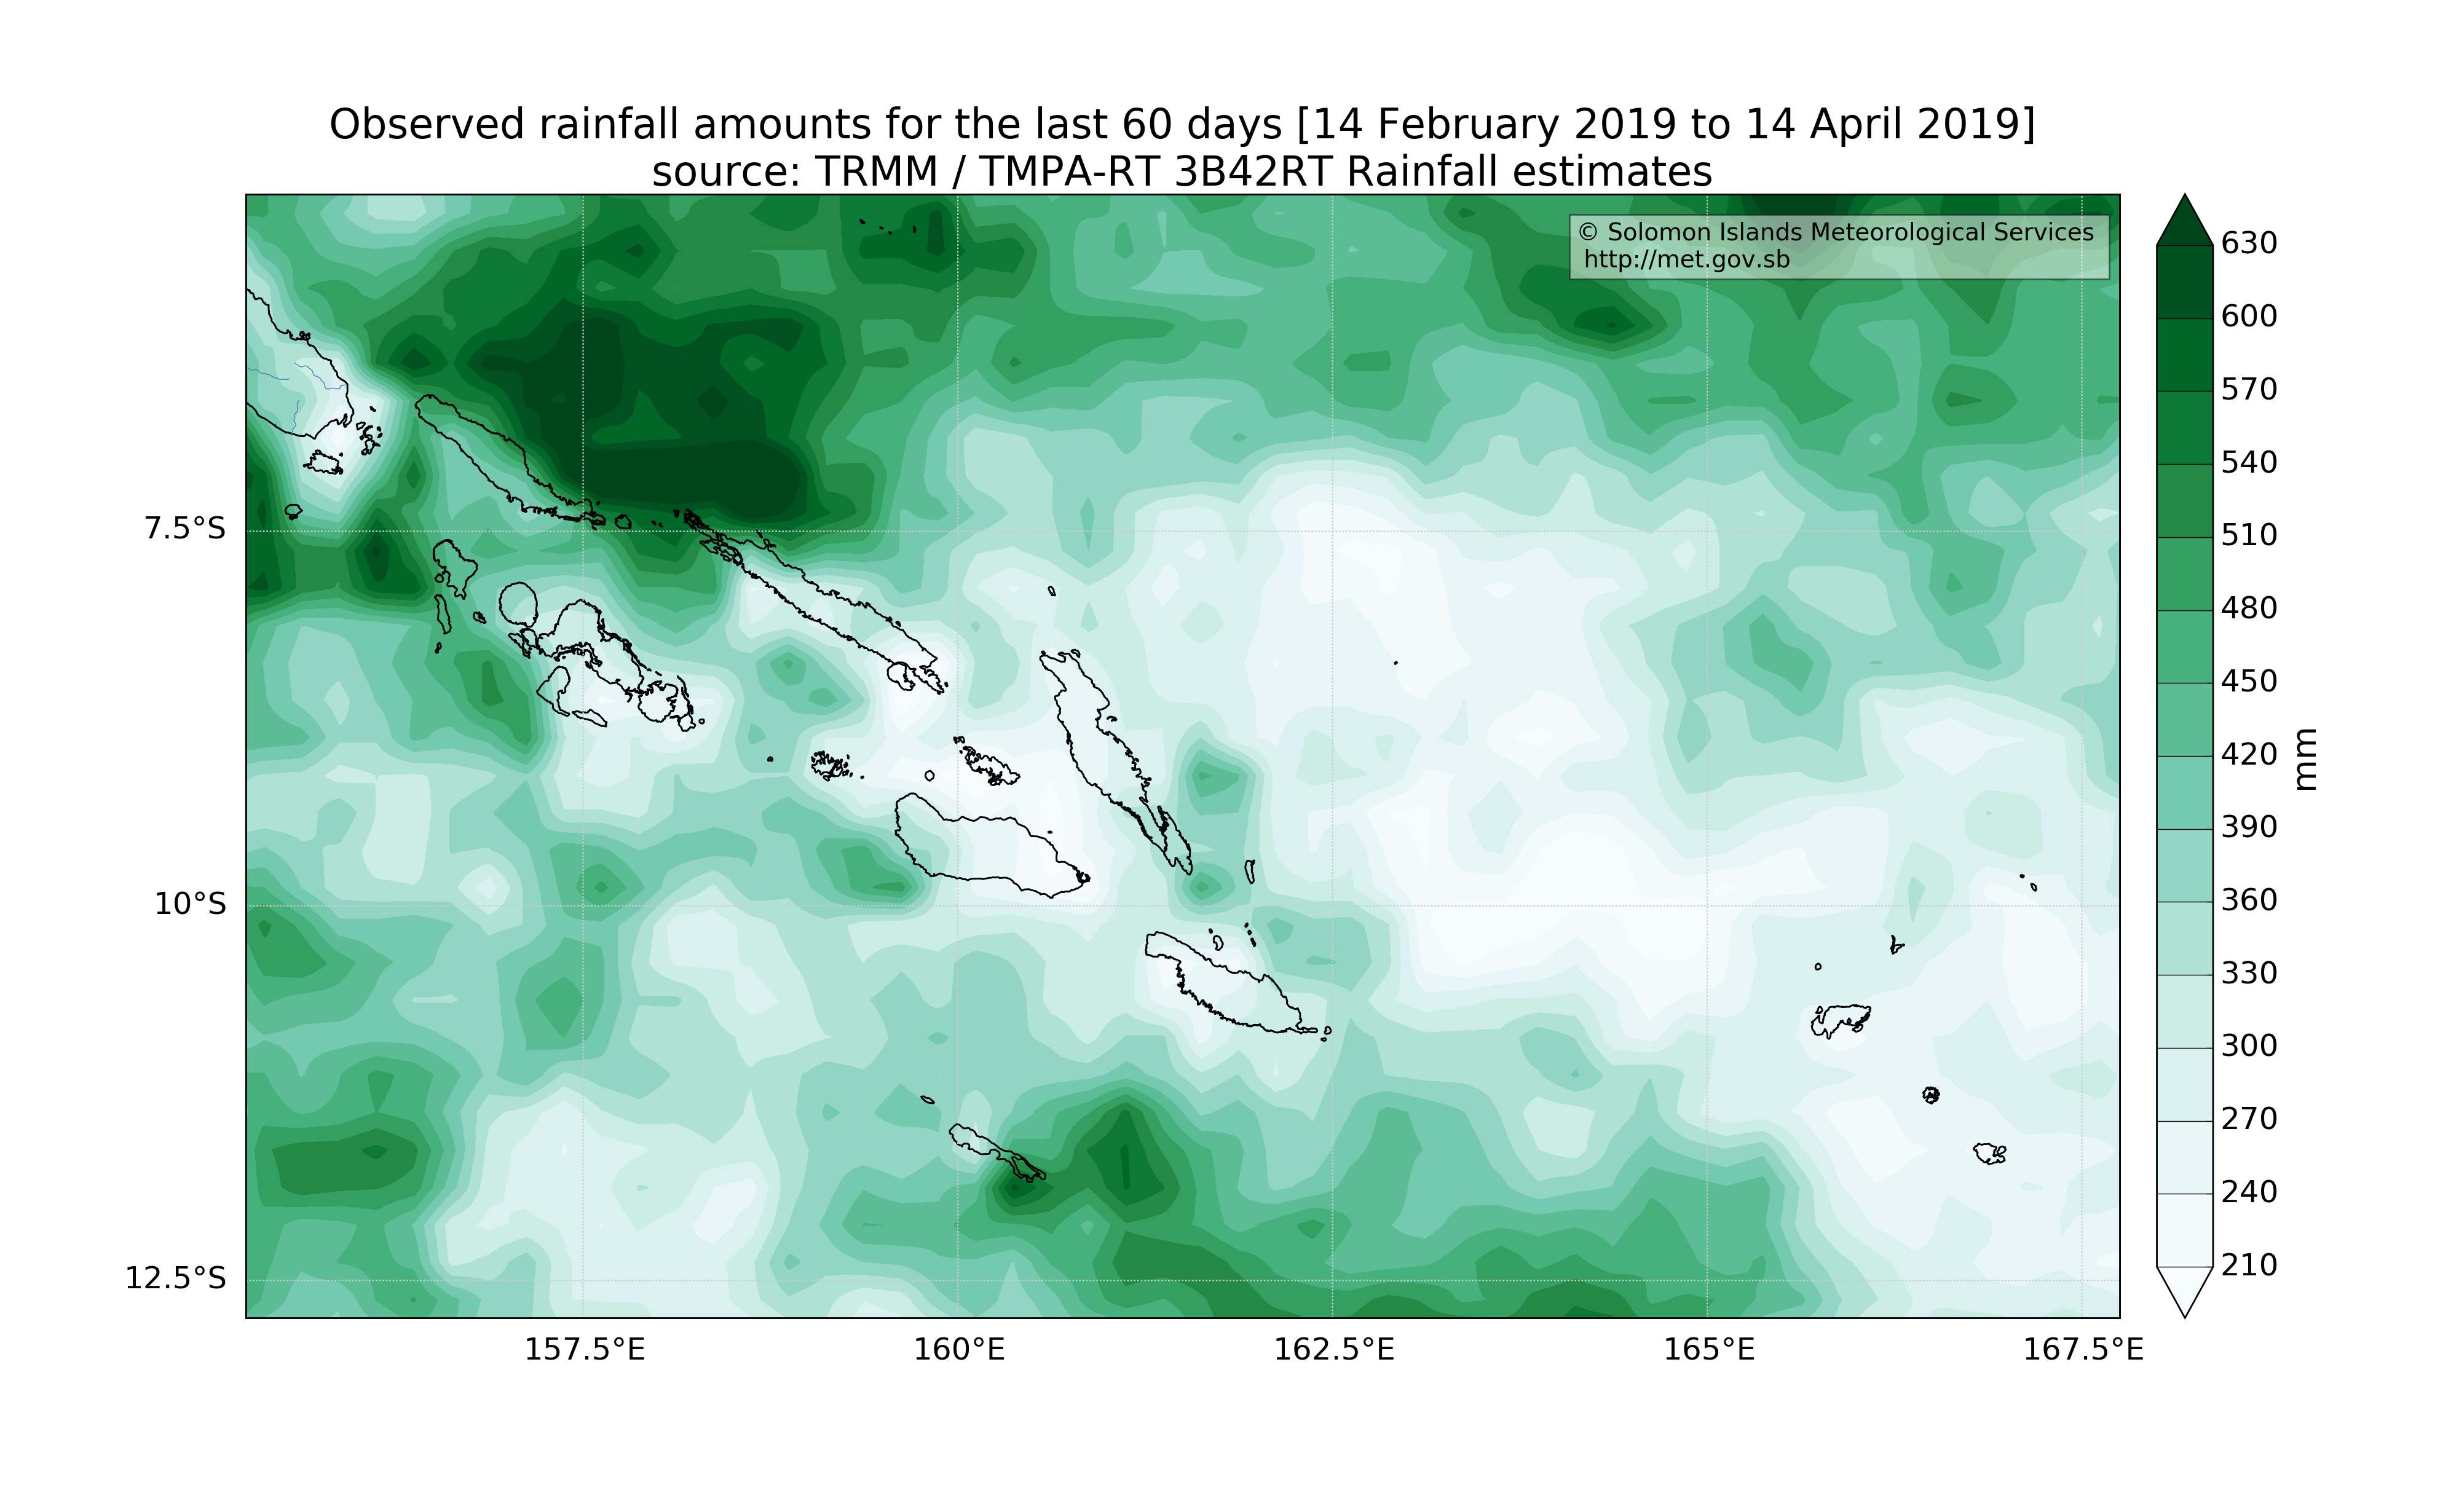 Observed rainfall amounts for the last 60 days [14 February 2019 to 14 April 2019]
source: TRMM / TMPA-RT 3B42RT Rainfall estimates
© Solomon Islands Meteorological Services
http://met.gov.sb
7.5°S
10°S
12.5°S
157.5°E
160°E
162.5°E
165°E
167.5°E
630
600
570
540
510
480
450
420
390
360
330
300
270
240
210
mm